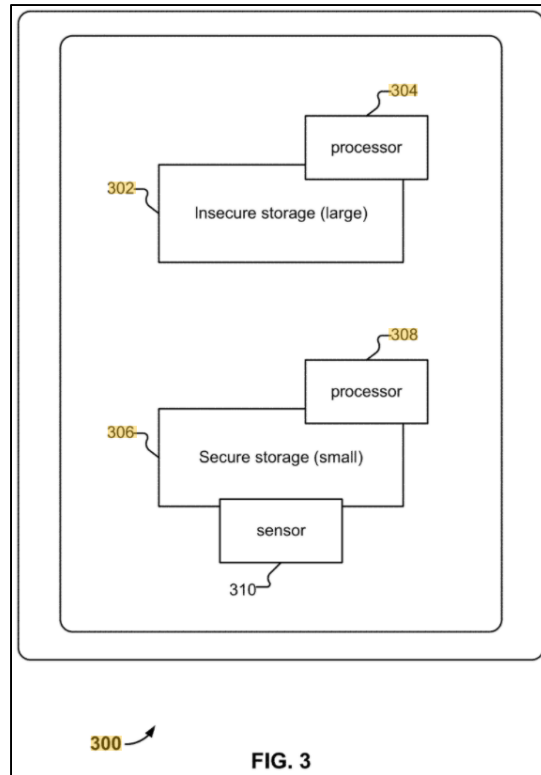 304
processor
302
Insecure storage (large)
308
processor
306
Secure storage (small)
sensor
310
300
FIG. 3